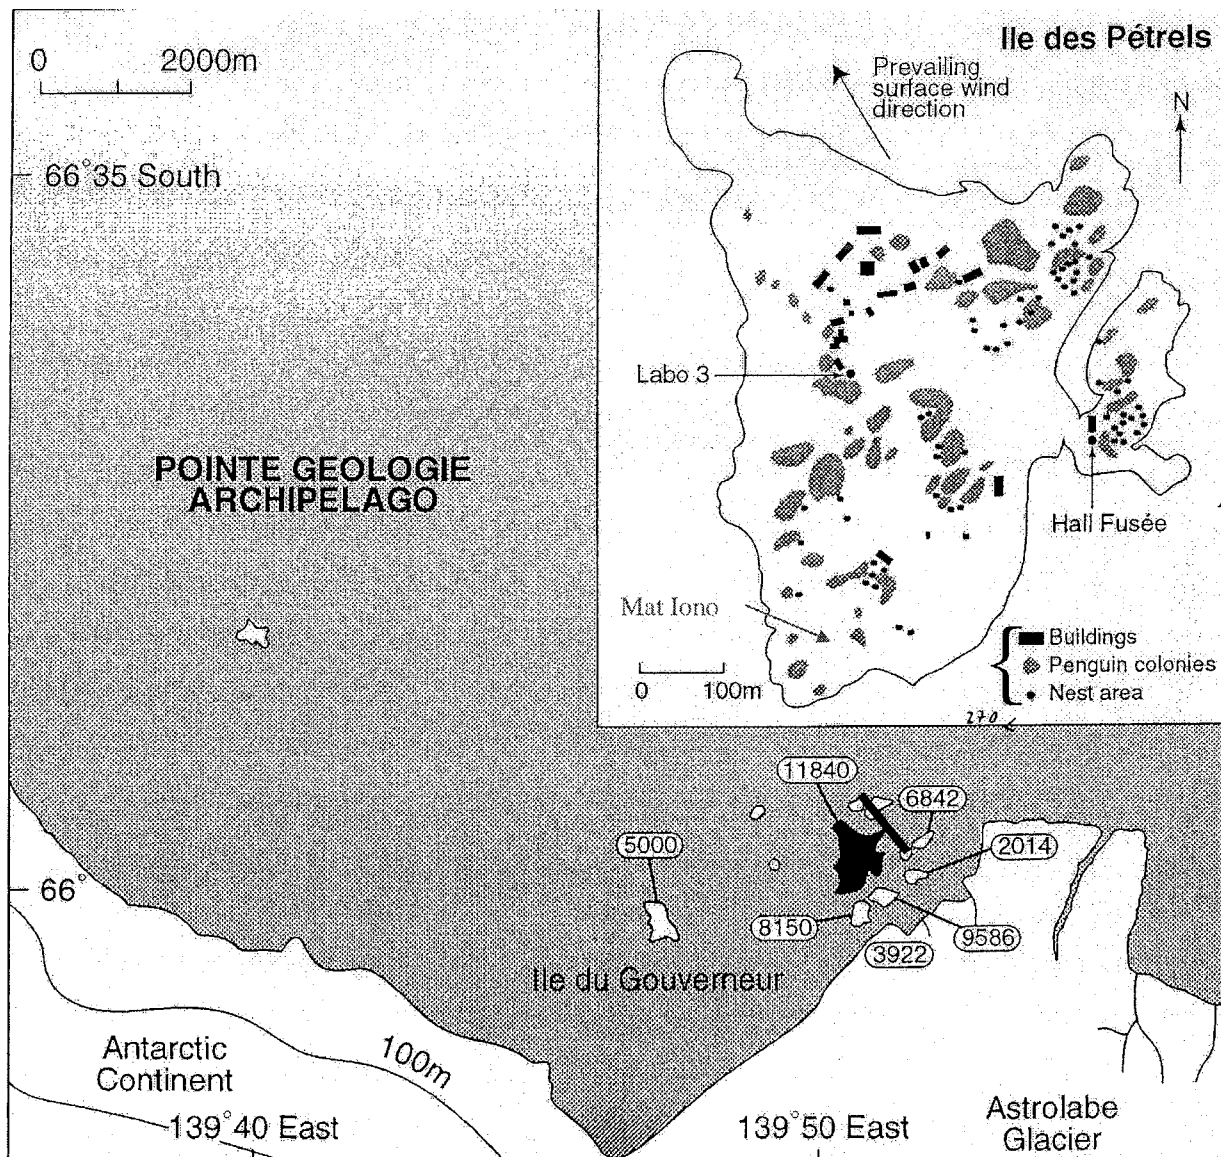 0 2000m
66°35 South
POINTE GEOLOGIE
ARCHIPELAGO
Ile des Pétrels
Prevailing
surface wind
direction
N
Labo 3
Hall Fusée
Mat Iono
0 100m
Buildings
Penguin colonies
Nest area
270
11840
6842
5000
2014
66°
8150
9586
3922
Ile du Gouverneur
100m
Antarctic
Continent
139°40 East
139°50 East
Astrolabe
Glacier